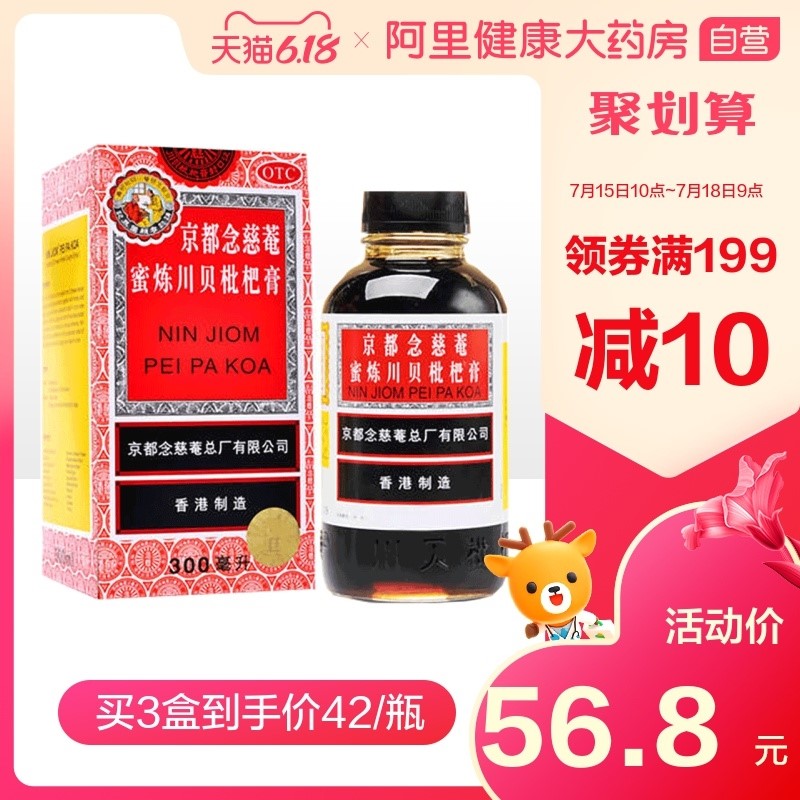 天猫6.18 × 阿里健康大药房 自营
聚划算
7月15日10点~7月18日9点
领券满199
减10
OTC
京都念慈菴
蜜炼川贝枇杷膏
NIN JIOM
PEI PA KOA
京都念慈菴总厂有限公司
香港制造
300毫升
NIN JIOM
PEI PA KOA
京都念慈菴
蜜炼川贝枇杷膏
NIN JIOM PEI PA KOA
京都念慈菴总厂有限公司
香港制造
活动价
56.8元
买3盒到手价42/瓶